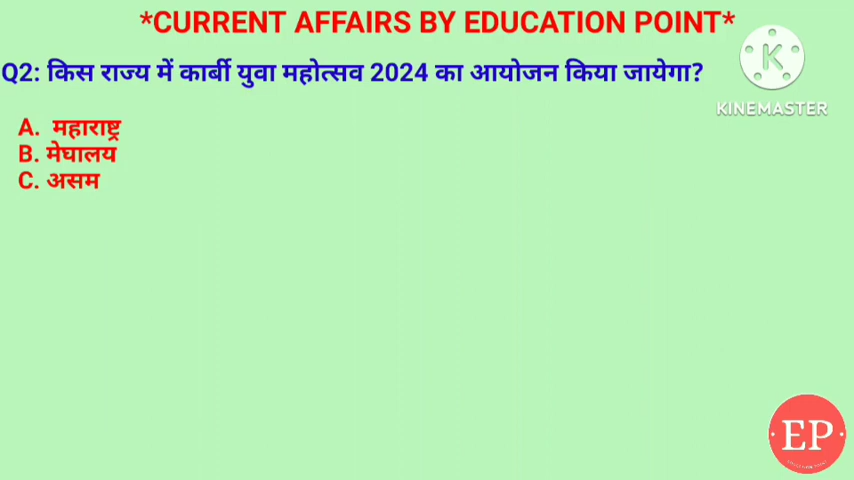 *CURRENT AFFAIRS BY EDUCATION POINT*
Q2: किस राज्य में कार्बी युवा महोत्सव 2024 का आयोजन किया जायेगा?
KINEMASTER
A. महाराष्ट्र
B. मेघालय
C. असम
EP